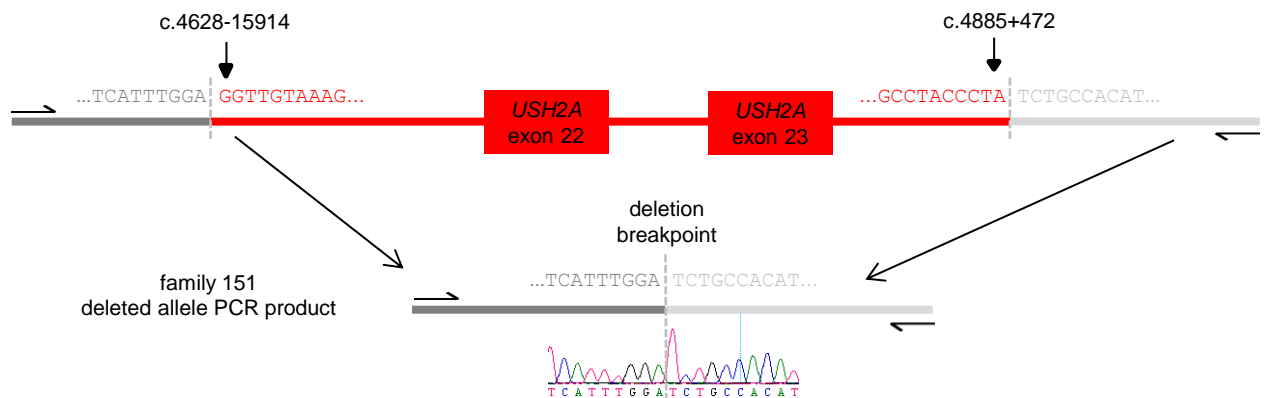 c.4628-15914
c.4885+472
...TCATTTGGA GGTTGTAAAG...
...GCCTACCCTA TCTGCCACAT...
USH2A
exon 22
USH2A
exon 23
deletion
breakpoint
...TCATTTGGA TCTGCCACAT...
family 151
deleted allele PCR product
TCATTTGGATCTGCCACAT